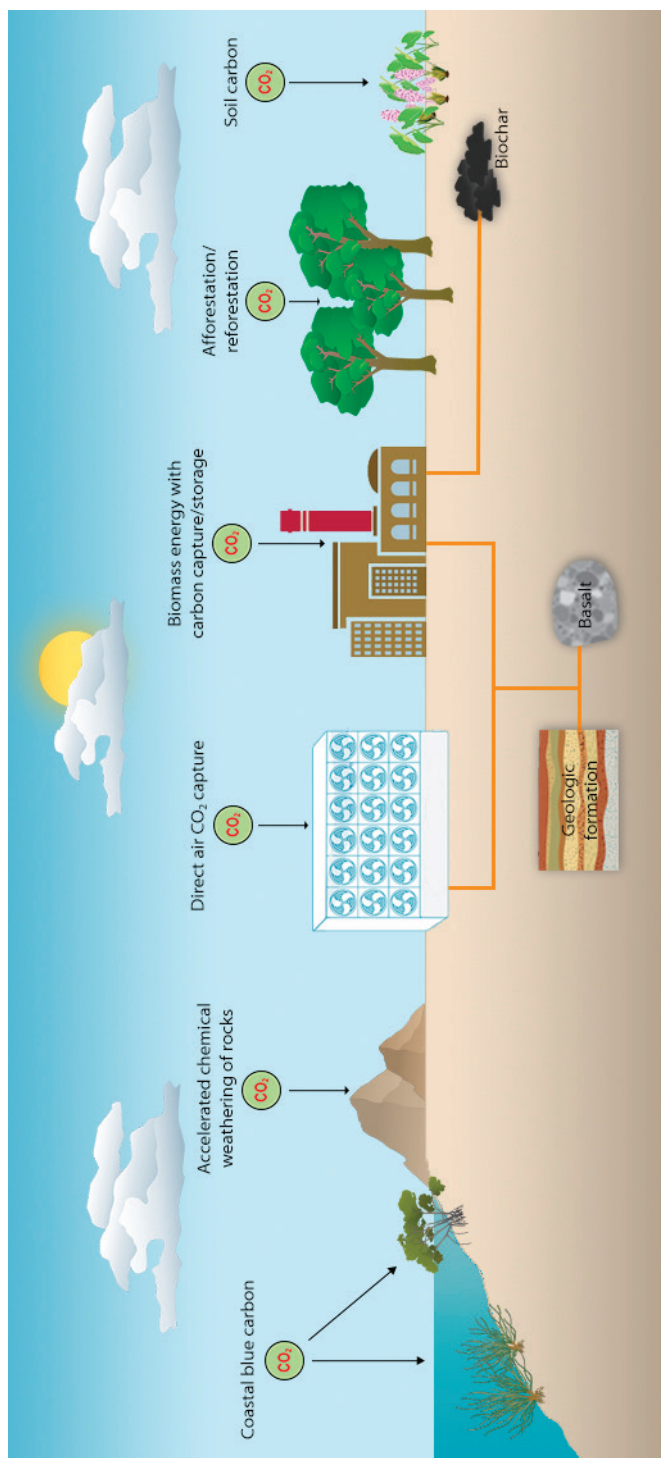 Coastal blue carbon
CO₂
Accelerated chemical
weathering of rocks
CO₂
Direct air CO₂ capture
CO₂
Biomass energy with
carbon capture/storage
CO₂
Afforestation/
reforestation
CO₂
Soil carbon
CO₂
Geologic
formation
Basalt
Biochar